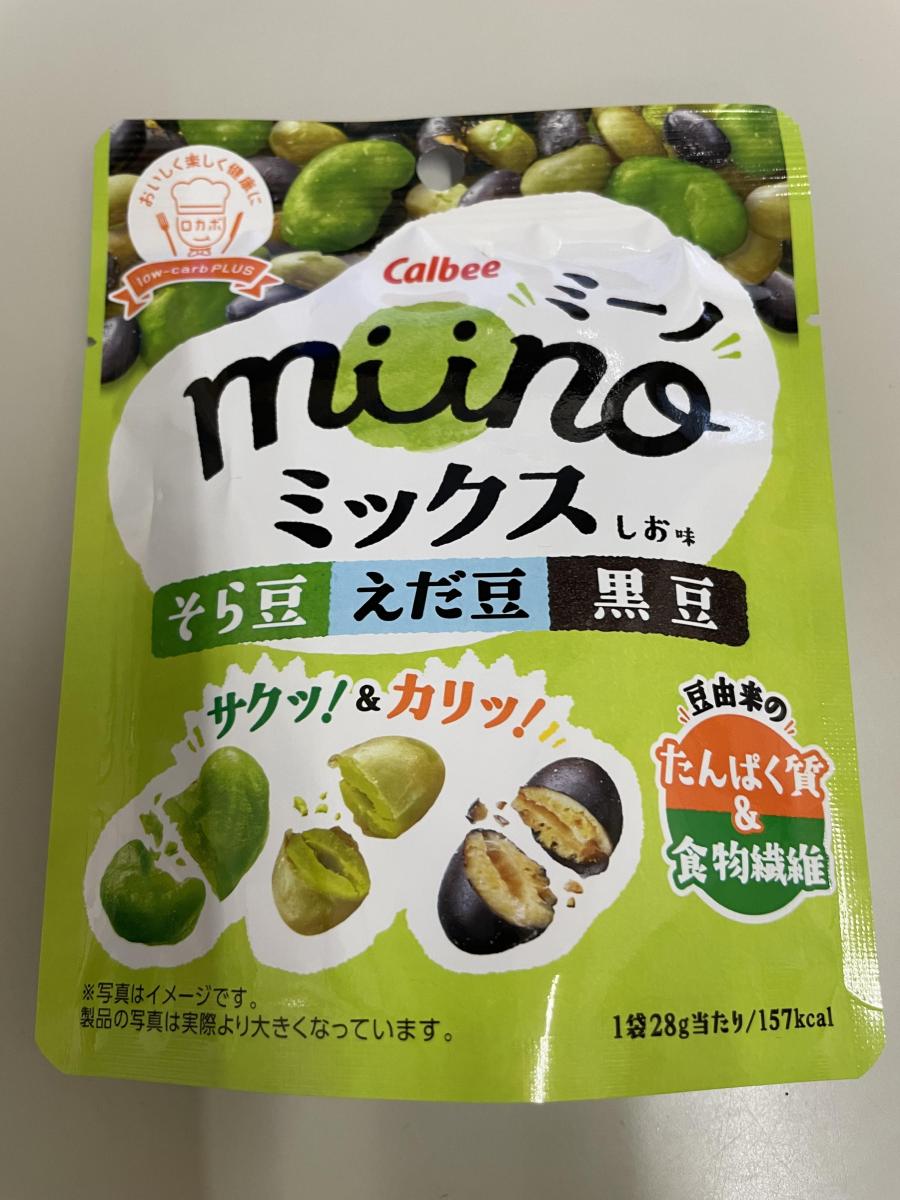 おいしく楽しく健康に
ロカボ
low-carb PLUS
Calbee
ミーノ
miino
ミックス しお味
そら豆 えだ豆 黒豆
サクッ!&カリッ!
豆由来の
たんぱく質
&
食物繊維
※写真はイメージです。
製品の写真は実際より大きくなっています。
1袋28g当たり/157kcal